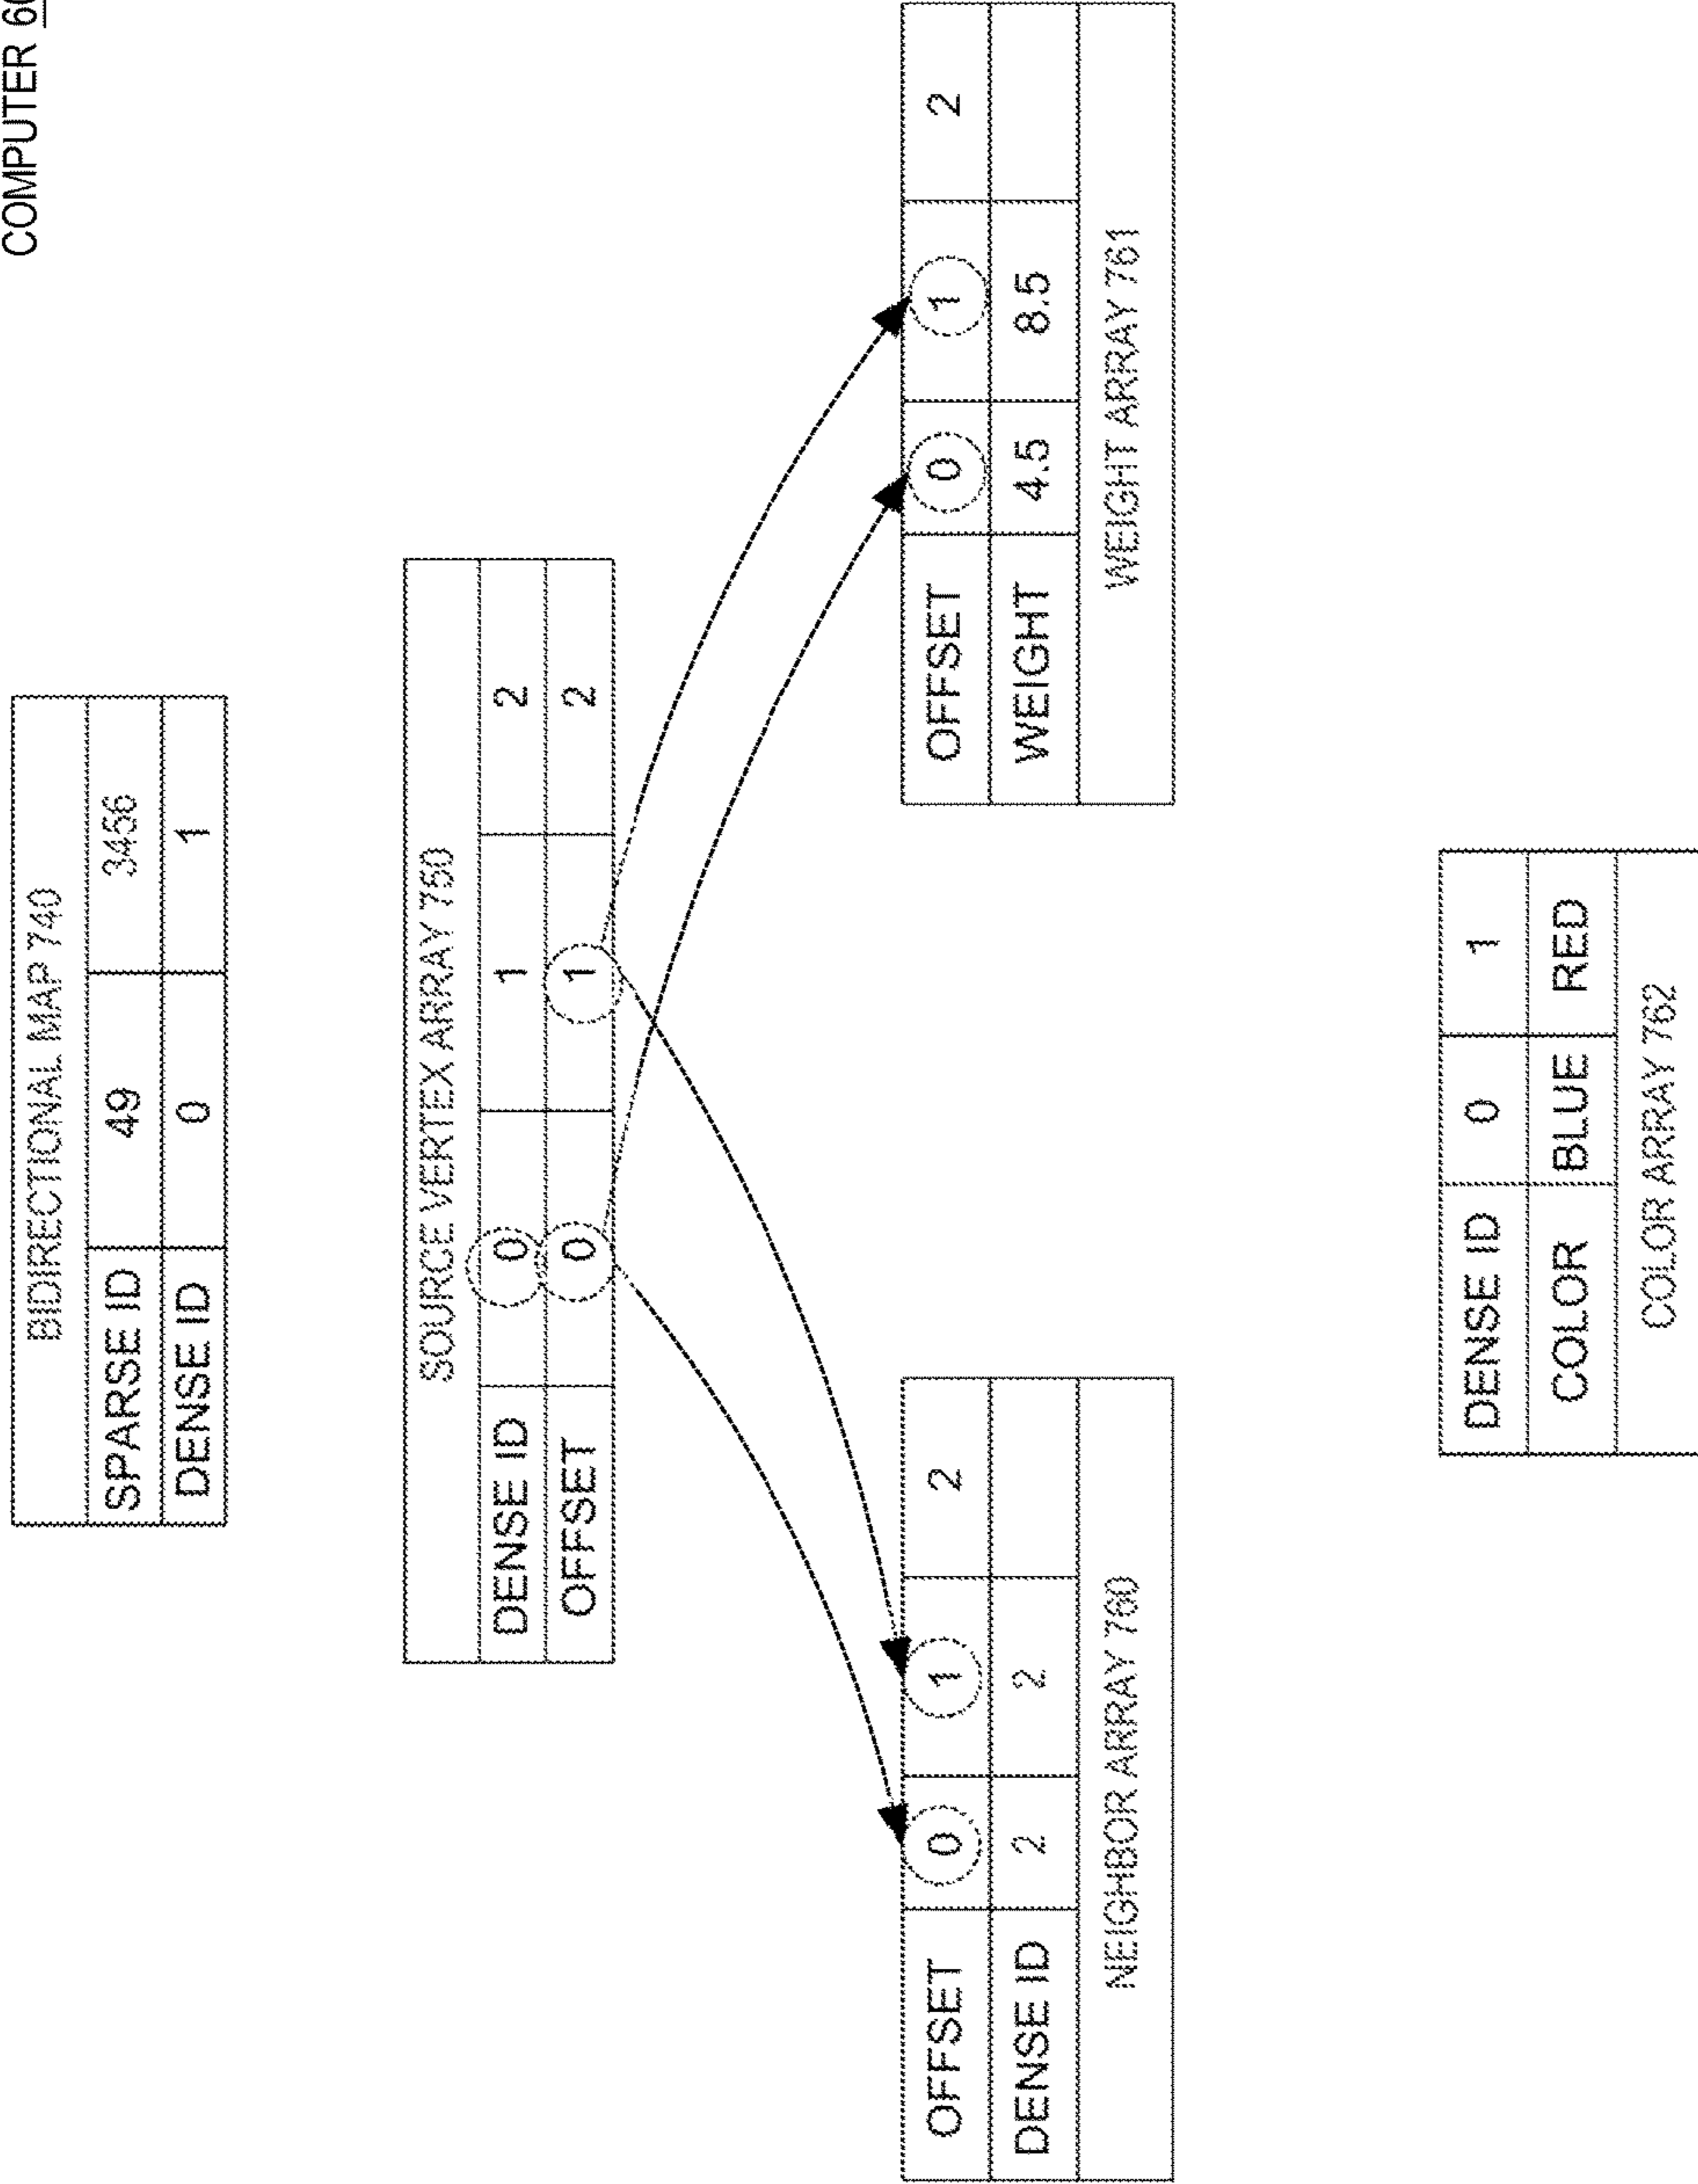 COMPUTER
BIDIRECTIONAL MAP 740
SPARSE ID 49 3456
DENSE ID 0 1
SOURCE VERTEX ARRAY 750
DENSE ID 0 1 2
OFFSET 0 1 2
OFFSET 0 1 2
DENSE ID 2 2
NEIGHBOR ARRAY 760
OFFSET 0 1 2
WEIGHT 4.5 8.5
WEIGHT ARRAY 761
DENSE ID 0 1
COLOR BLUE RED
COLOR ARRAY 762